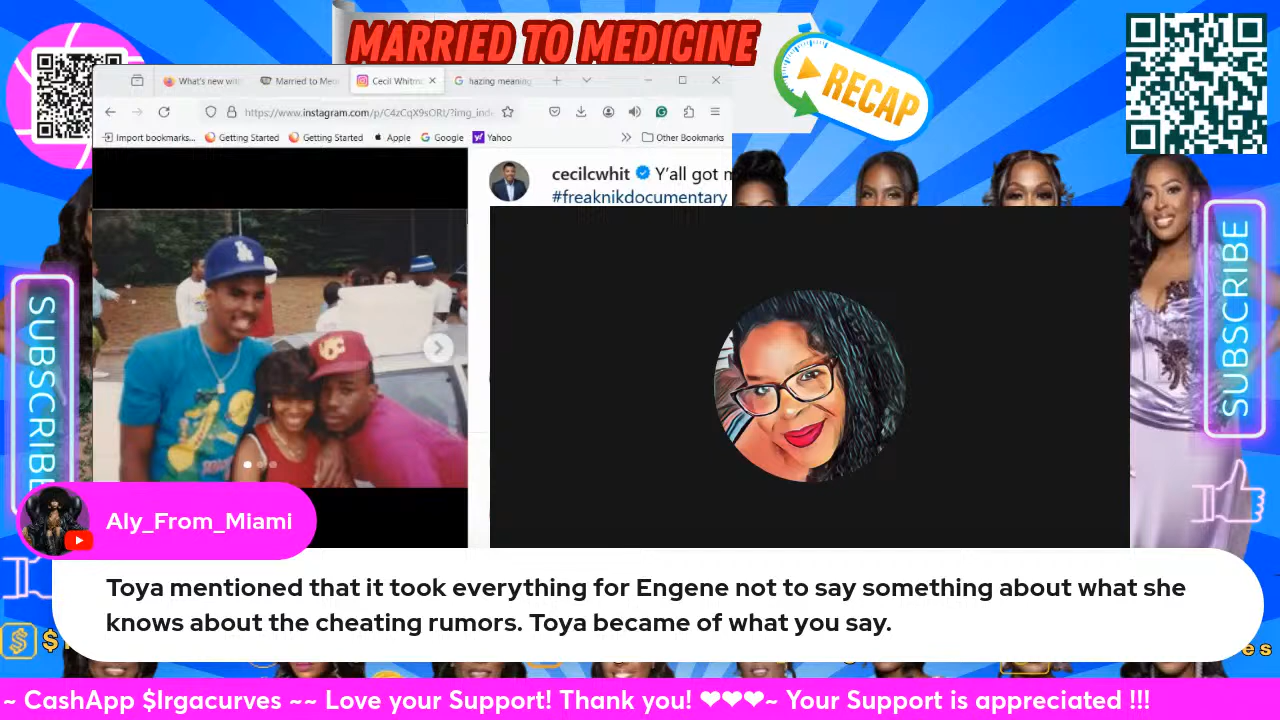 MARRIED TO MEDICINE
RECAP
What's new with
Married to Med
Cecil Whitm
hazing meaning
https://www.instagram.com/p/C4zCqX9sORI/?img_ind
Import bookmarks...
Getting Started
Getting Started
Apple
Google
Yahoo
Other Bookmarks
cecilcwhit Y'all got m
#freaknikdocumentary
SUBSCRIBE
SUBSCRIBE
Aly_From_Miami
Toya mentioned that it took everything for Engene not to say something about what she
knows about the cheating rumors. Toya became of what you say.
~ CashApp $lrgacurves ~~ Love your Support! Thank you! ❤❤❤~ Your Support is appreciated !!!